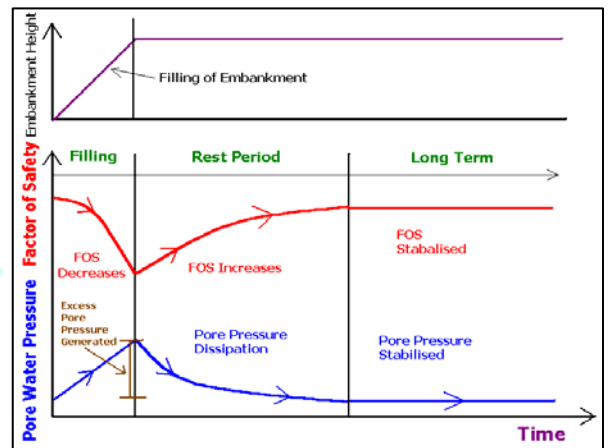 Embankment Height
Filling of Embankment
Factor of Safety
Filling
Rest Period
Long Term
FOS
Decreases
FOS Increases
FOS
Stabalised
Pore Water Pressure
Excess
Pore
Pressure
Generated
Pore Pressure
Dissipation
Pore Pressure
Stabilised
Time